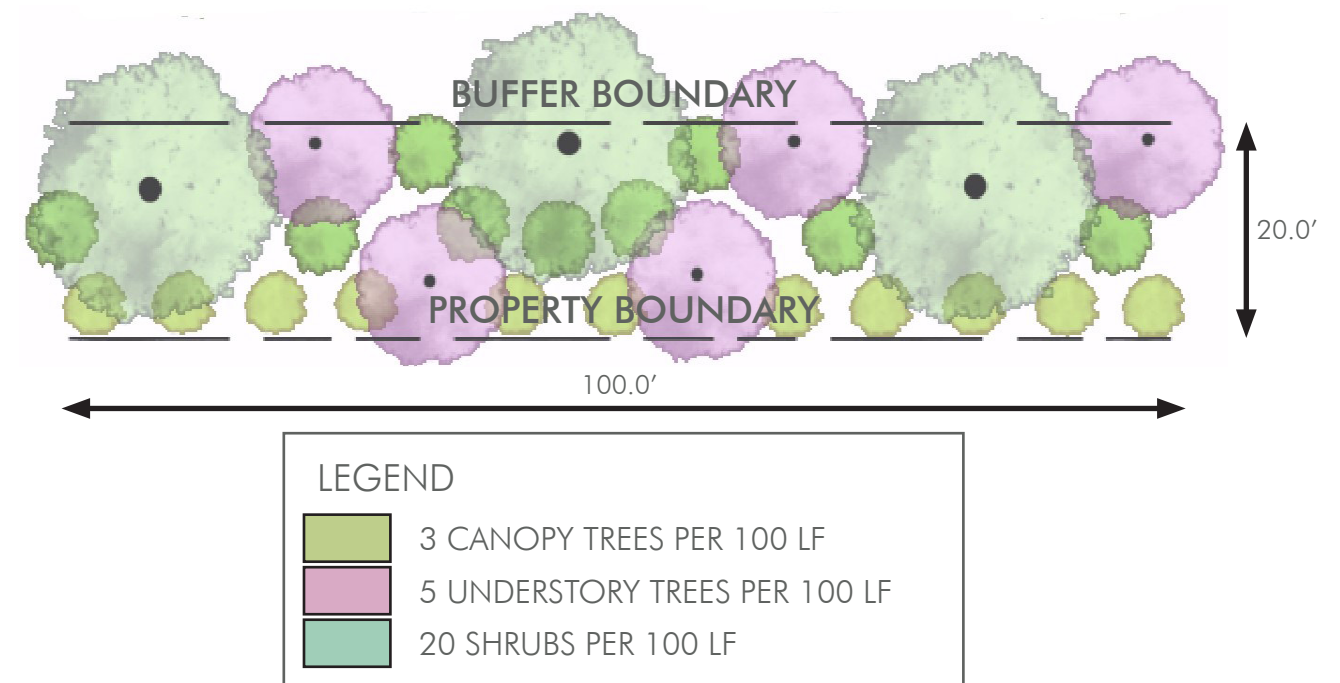 BUFFER BOUNDARY
20.0′
PROPERTY BOUNDARY
100.0′
LEGEND
3 CANOPY TREES PER 100 LF
5 UNDERSTORY TREES PER 100 LF
20 SHRUBS PER 100 LF